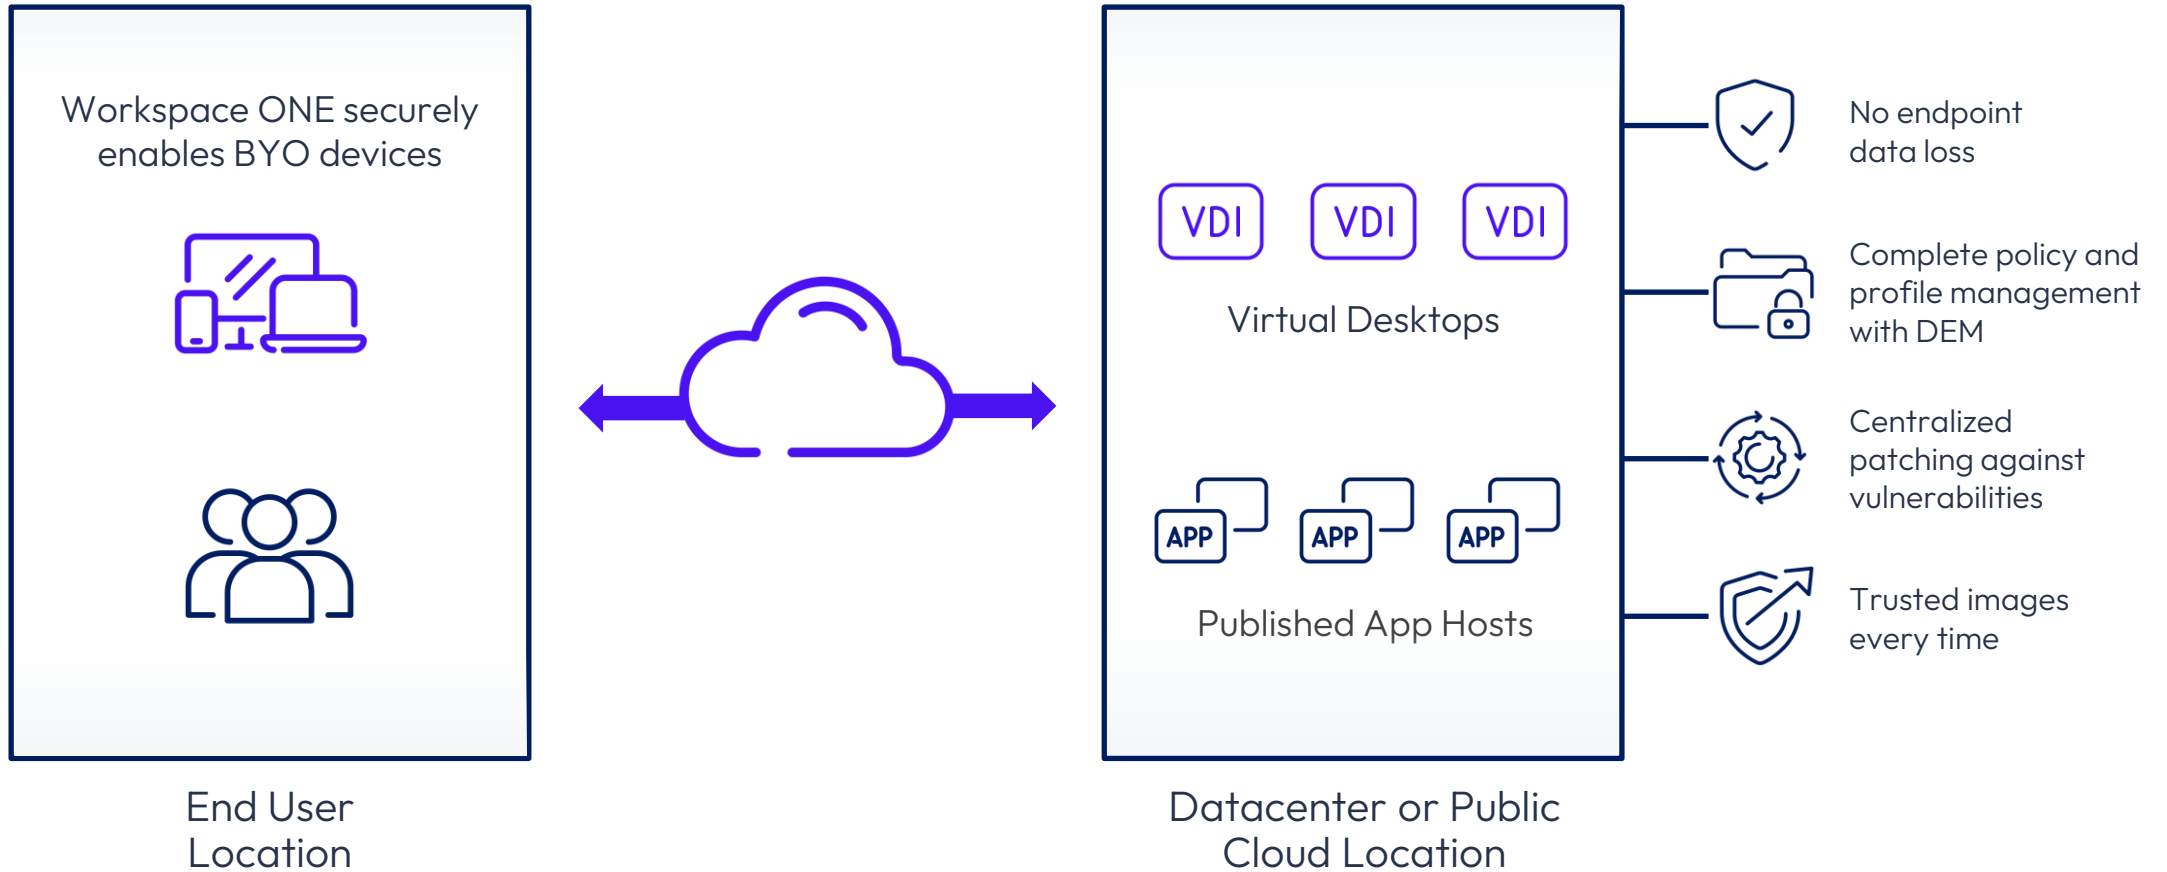 Workspace ONE securely
enables BYO devices
End User
Location
VDI VDI VDI
Virtual Desktops
APP APP APP
Published App Hosts
Datacenter or Public
Cloud Location
No endpoint
data loss
Complete policy and
profile management
with DEM
Centralized
patching against
vulnerabilities
Trusted images
every time